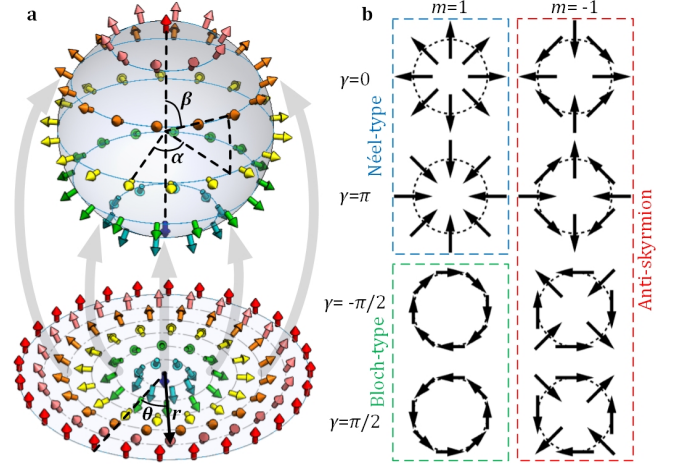 a
β
α
θ
r
b
m=1
m= -1
γ=0
γ=π
γ= -π/2
γ=π/2
Néel-type
Bloch-type
Anti-skyrmion